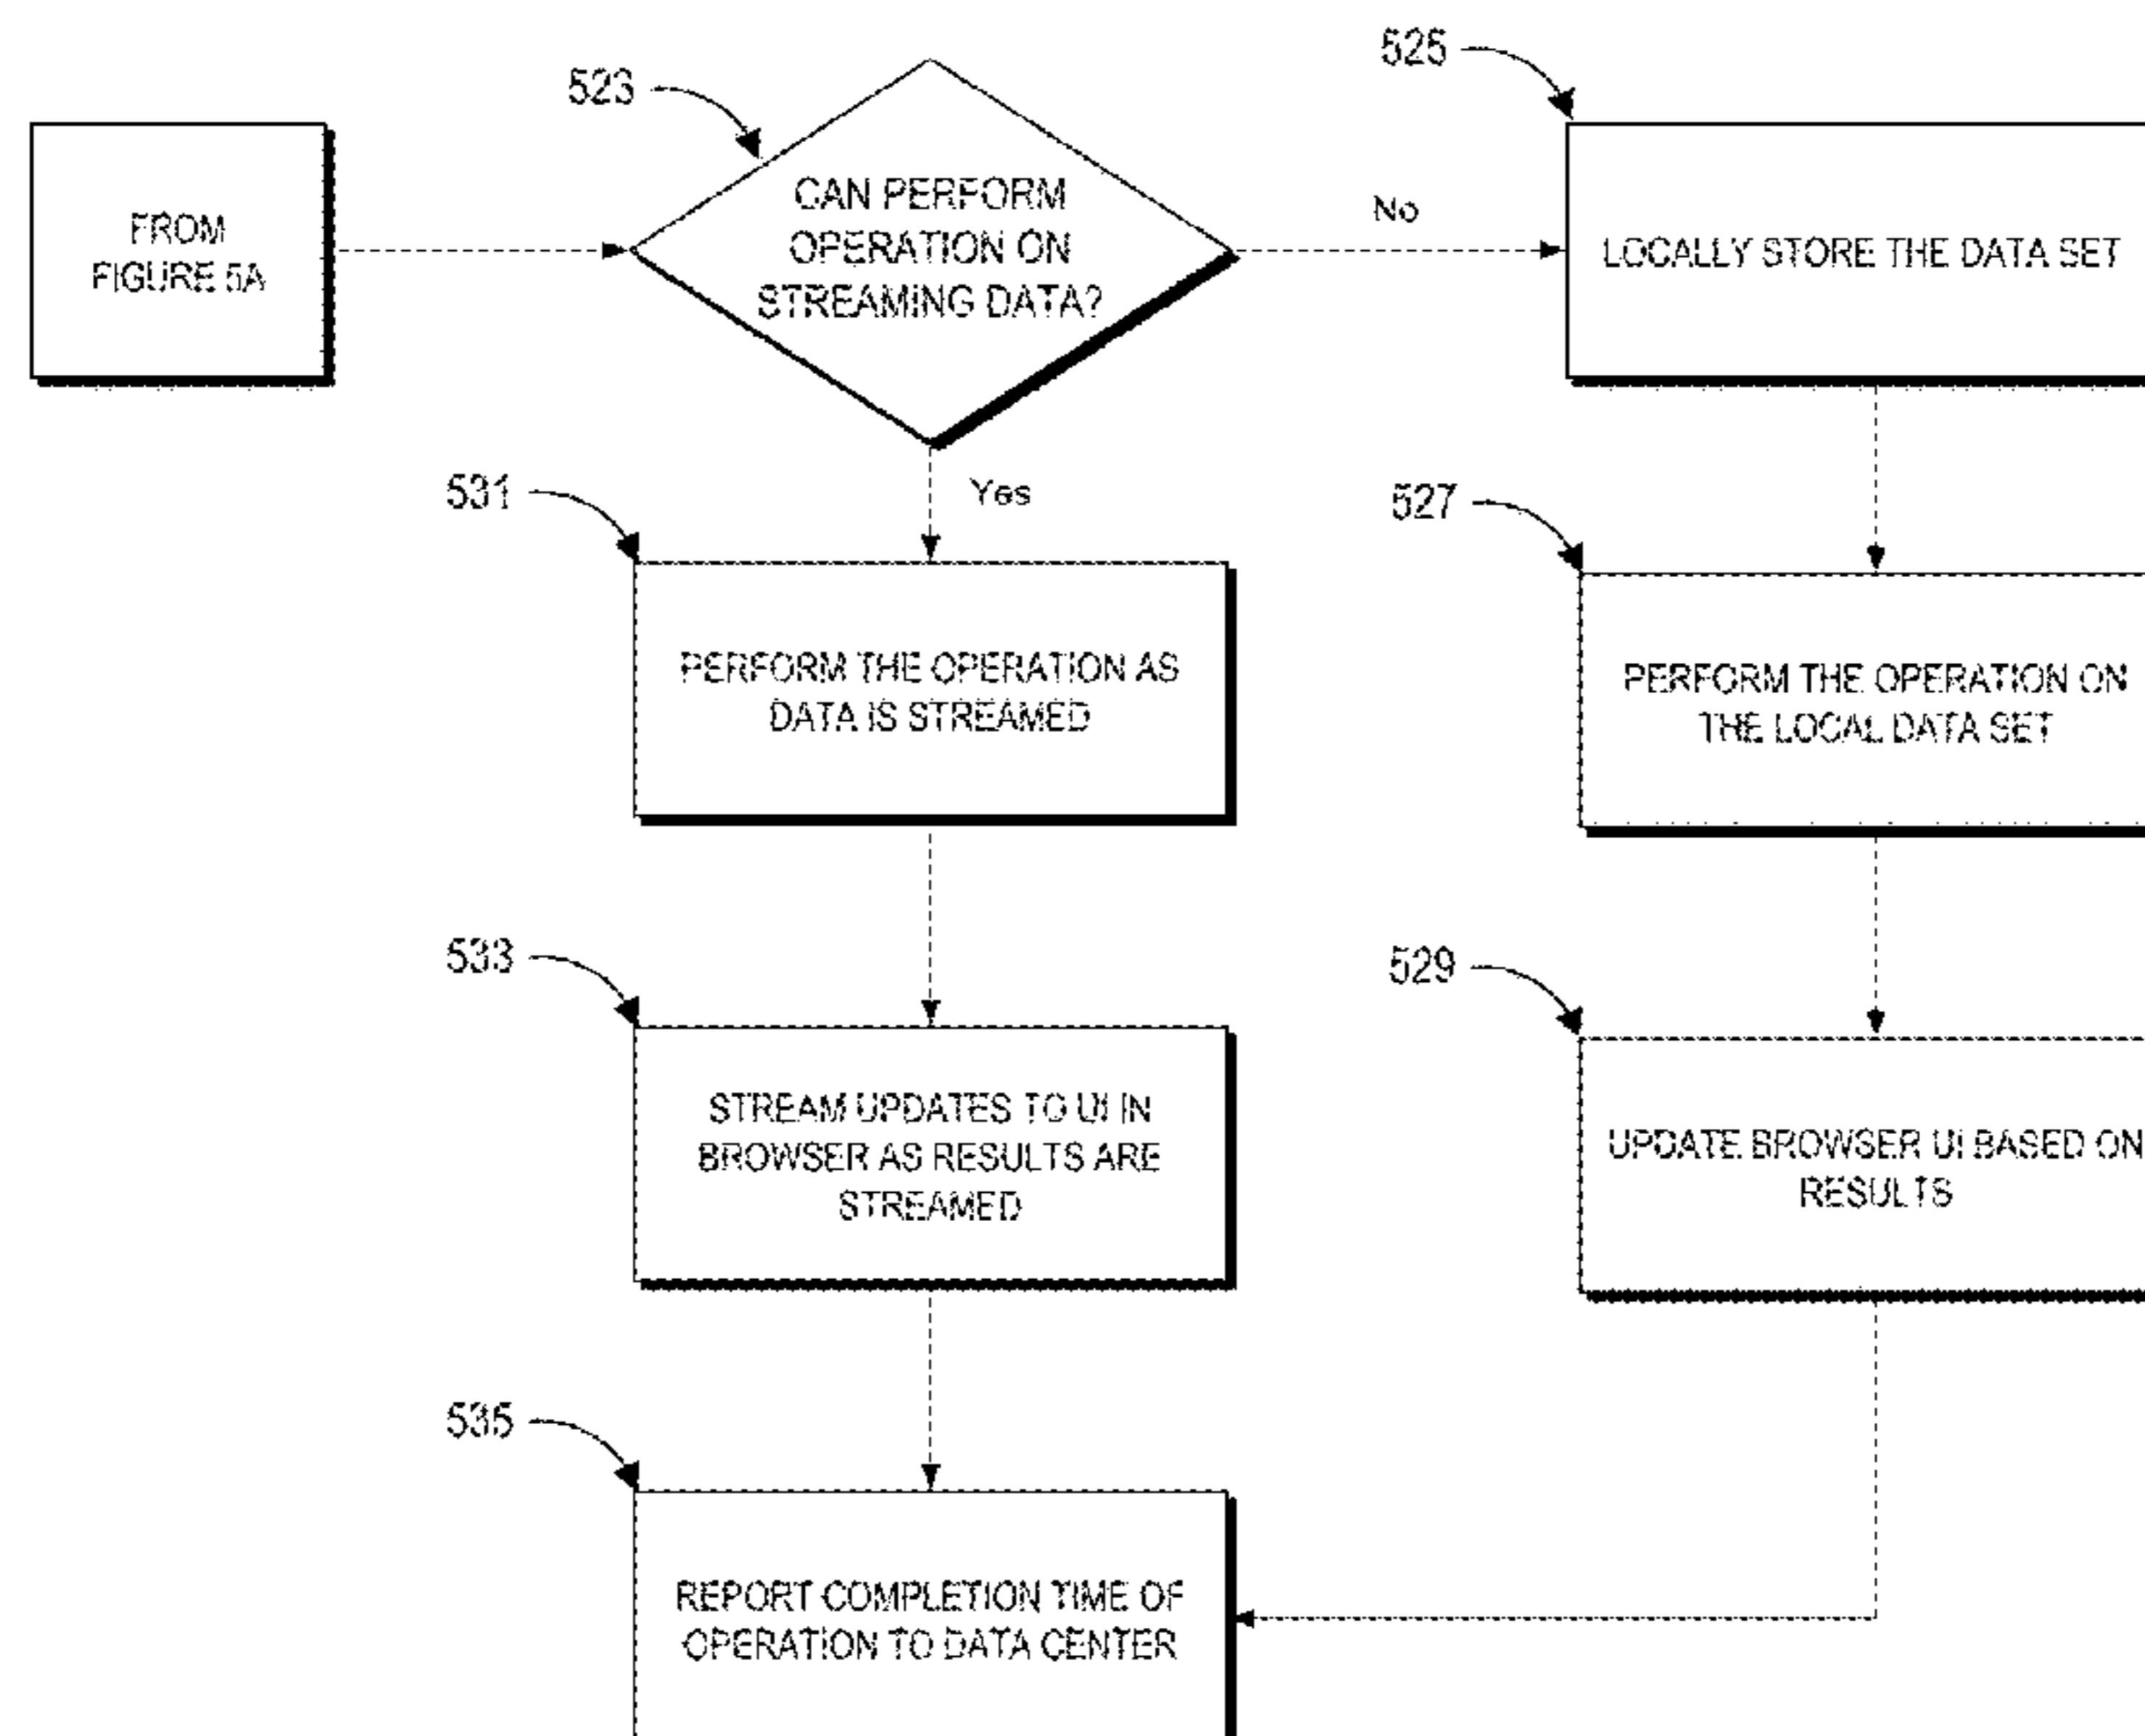 523
525
FROM
FIGURE 5A
CAN PERFORM
OPERATION ON
STREAMING DATA?
No
LOCALLY STORE THE DATA SET
Yes
531
527
PERFORM THE OPERATION AS
DATA IS STREAMED
PERFORM THE OPERATION ON
THE LOCAL DATA SET
533
529
STREAM UPDATES TO UI IN
BROWSER AS RESULTS ARE
STREAMED
UPDATE BROWSER UI BASED ON
RESULTS
535
REPORT COMPLETION TIME OF
OPERATION TO DATA CENTER